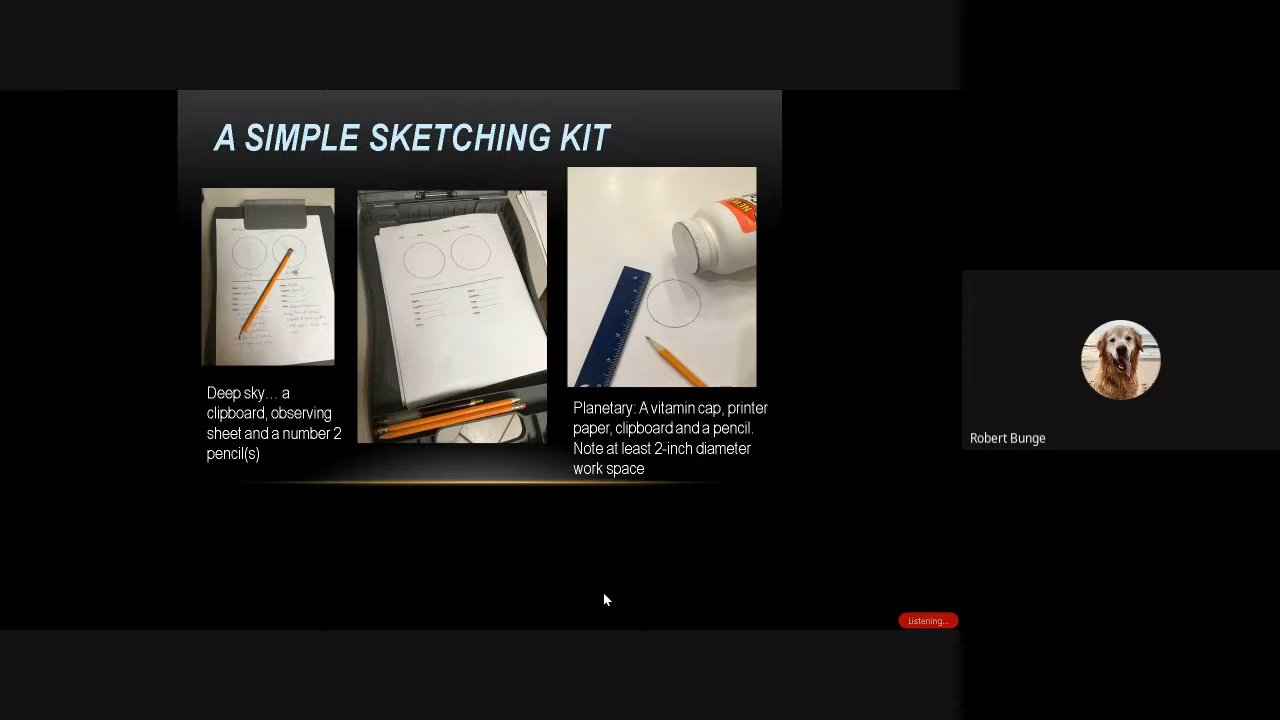 A SIMPLE SKETCHING KIT
NEW
Deep sky… a
clipboard, observing
sheet and a number 2
pencil(s)
Planetary: A vitamin cap, printer
paper, clipboard and a pencil.
Note at least 2-inch diameter
work space
Robert Bunge
Listening...